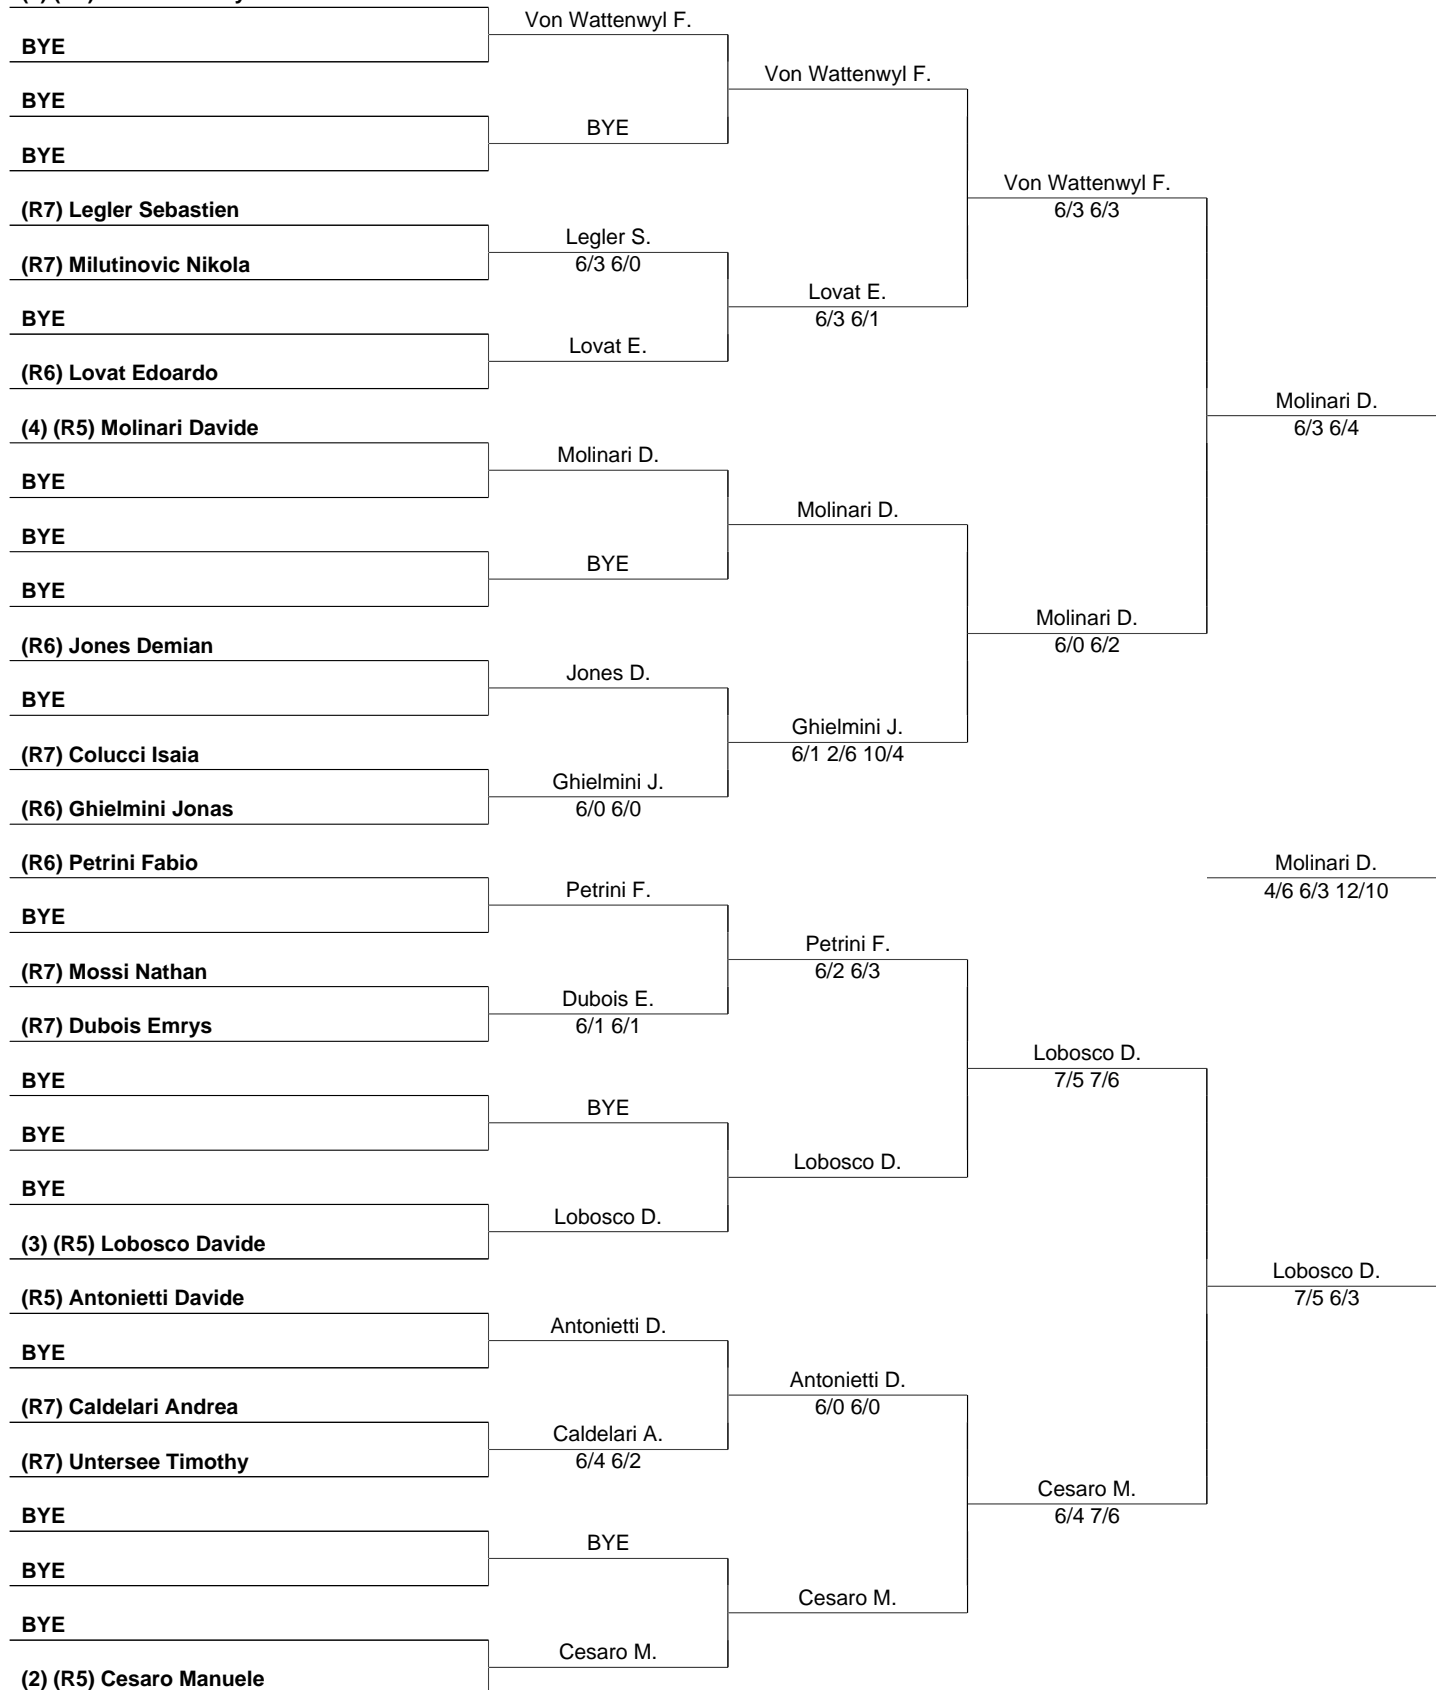 Von Wattenwyl F.
BYE
Von Wattenwyl F.
BYE
BYE
BYE
Von Wattenwyl F.
(R7) Legler Sebastien
6/3 6/3
Legler S.
(R7) Milutinovic Nikola
6/3 6/0
Lovat E.
BYE
6/3 6/1
Lovat E.
(R6) Lovat Edoardo
Molinari D.
(4) (R5) Molinari Davide
6/3 6/4
Molinari D.
BYE
Molinari D.
BYE
BYE
BYE
Molinari D.
(R6) Jones Demian
6/0 6/2
Jones D.
BYE
Ghielmini J.
(R7) Colucci Isaia
6/1 2/6 10/4
Ghielmini J.
(R6) Ghielmini Jonas
6/0 6/0
(R6) Petrini Fabio
Molinari D.
4/6 6/3 12/10
Petrini F.
BYE
Petrini F.
(R7) Mossi Nathan
6/2 6/3
Dubois E.
(R7) Dubois Emrys
6/1 6/1
Lobosco D.
BYE
7/5 7/6
BYE
BYE
Lobosco D.
BYE
Lobosco D.
(3) (R5) Lobosco Davide
Lobosco D.
(R5) Antonietti Davide
7/5 6/3
Antonietti D.
BYE
Antonietti D.
(R7) Caldelari Andrea
6/0 6/0
Caldelari A.
(R7) Untersee Timothy
6/4 6/2
Cesaro M.
BYE
6/4 7/6
BYE
BYE
Cesaro M.
BYE
Cesaro M.
(2) (R5) Cesaro Manuele